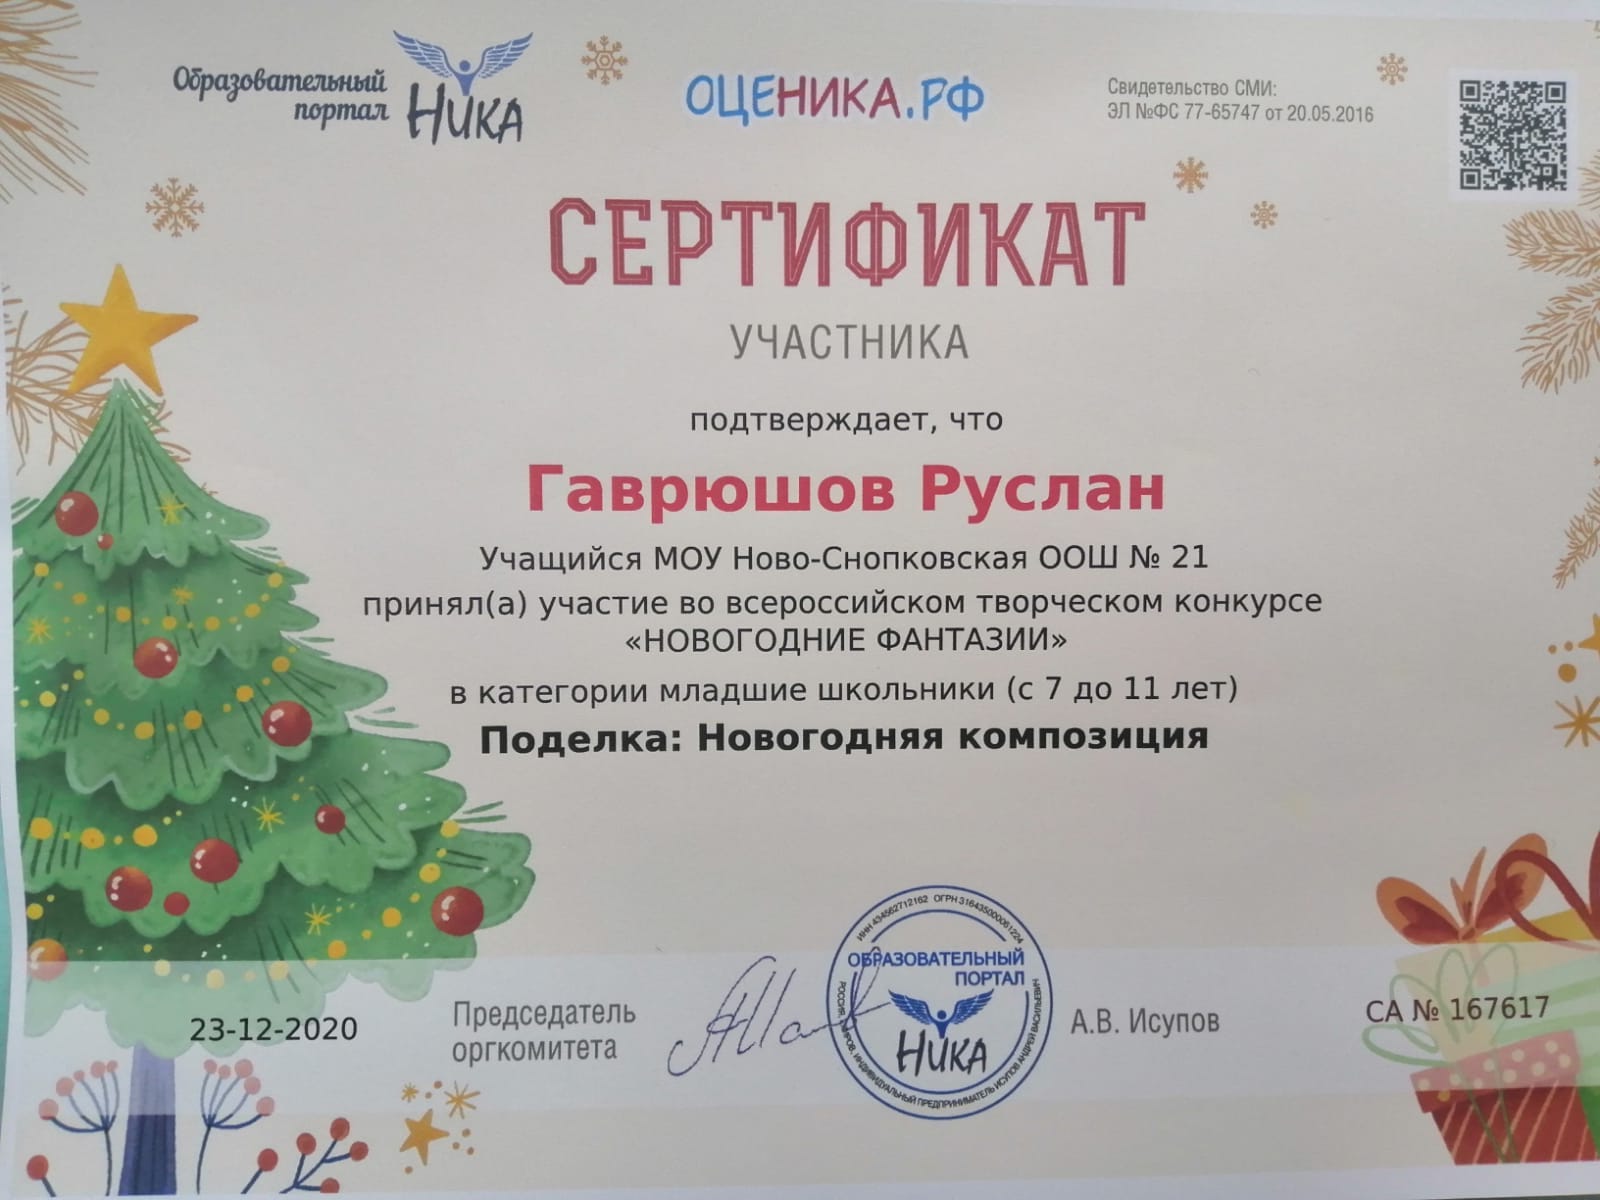 Образовательный
портал
Ника
ОЦЕНИКА.РФ
Свидетельство СМИ:
ЭЛ №ФС 77-65747 от 20.05.2016
СЕРТИФИКАТ
УЧАСТНИКА
подтверждает, что
Гаврюшов Руслан
Учащийся МОУ Ново-Снопковская ООШ № 21
принял(а) участие во всероссийском творческом конкурсе
«НОВОГОДНИЕ ФАНТАЗИИ»
в категории младшие школьники (с 7 до 11 лет)
Поделка: Новогодняя композиция
23-12-2020
Председатель
оргкомитета
ИНН 434562712162 ОГРН 316435000061224
ОБРАЗОВАТЕЛЬНЫЙ
ПОРТАЛ
Ника
РОССИЯ, КИРОВ, ИНДИВИДУАЛЬНЫЙ ПРЕДПРИНИМАТЕЛЬ ИСУПОВ АНДРЕЙ ВАСИЛЬЕВИЧ
А.В. Исупов
СА № 167617